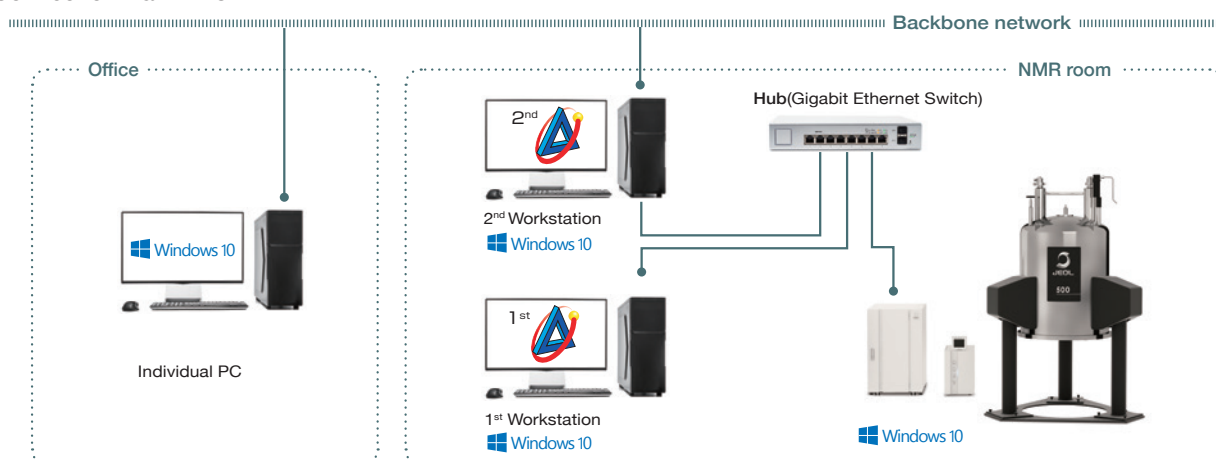 Backbone network
Office
NMR room
Hub(Gigabit Ethernet Switch)
2nd
2nd Workstation
Windows 10
Windows 10
JEOL
500
1st
Individual PC
1st Workstation
Windows 10
Windows 10